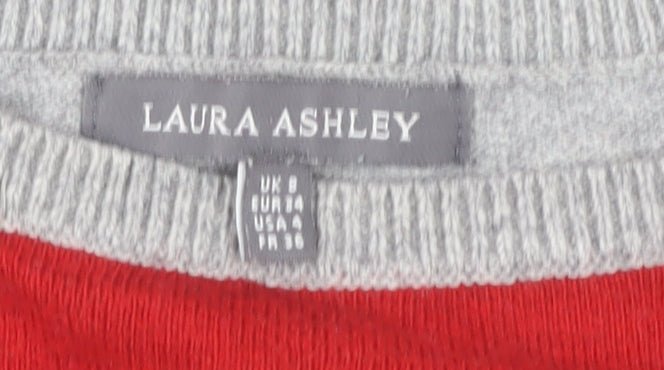 LAURA ASHLEY
UK 8
EUR 34
USA 4
FR 36